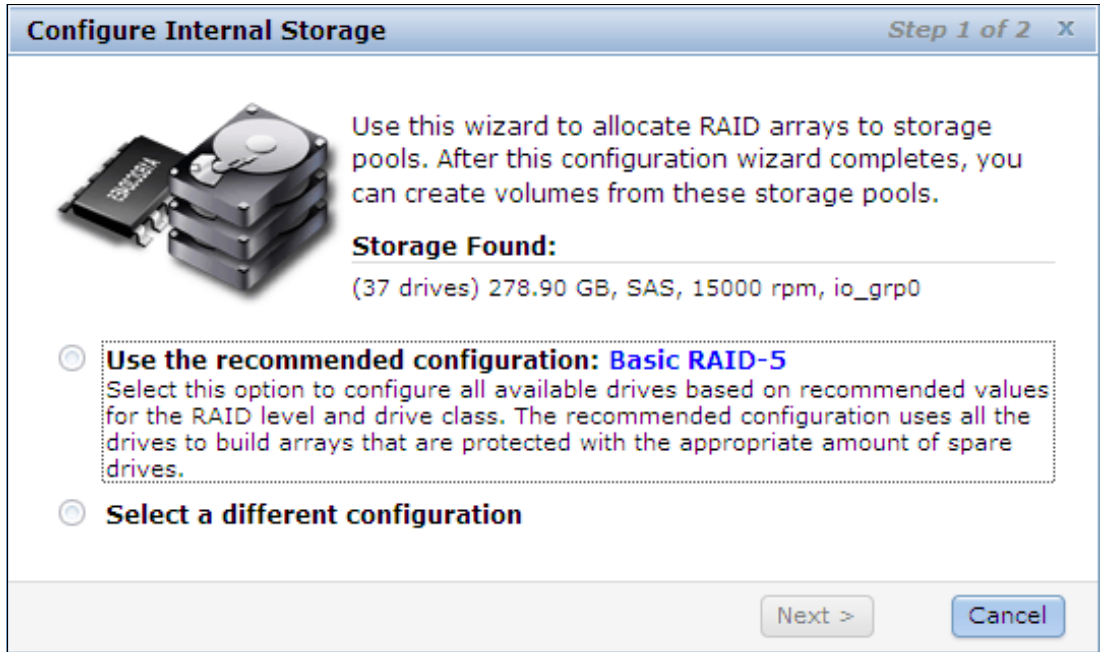 Configure Internal Storage
Step 1 of 2 X
Use this wizard to allocate RAID arrays to storage
pools. After this configuration wizard completes, you
can create volumes from these storage pools.
Storage Found:
(37 drives) 278.90 GB, SAS, 15000 rpm, io_grp0
Use the recommended configuration: Basic RAID-5
Select this option to configure all available drives based on recommended values
for the RAID level and drive class. The recommended configuration uses all the
drives to build arrays that are protected with the appropriate amount of spare
drives.
Select a different configuration
Next >
Cancel